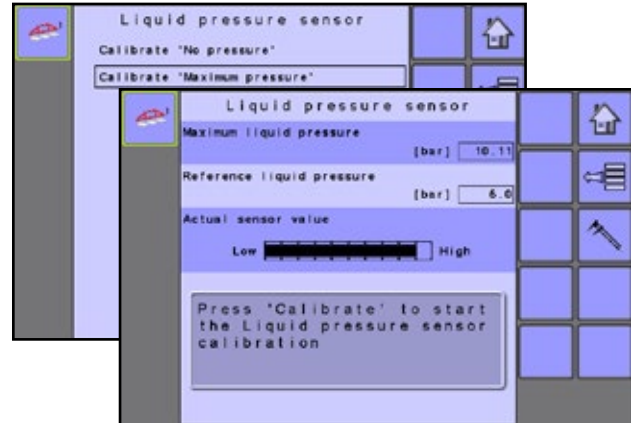 Liquid pressure sensor
Calibrate "No pressure"
Calibrate "Maximum pressure"
Liquid pressure sensor
Maximum liquid pressure
[bar] 10.11
Reference liquid pressure
[bar] 6.0
Actual sensor value
Low High
Press 'Calibrate' to start
the Liquid pressure sensor
calibration